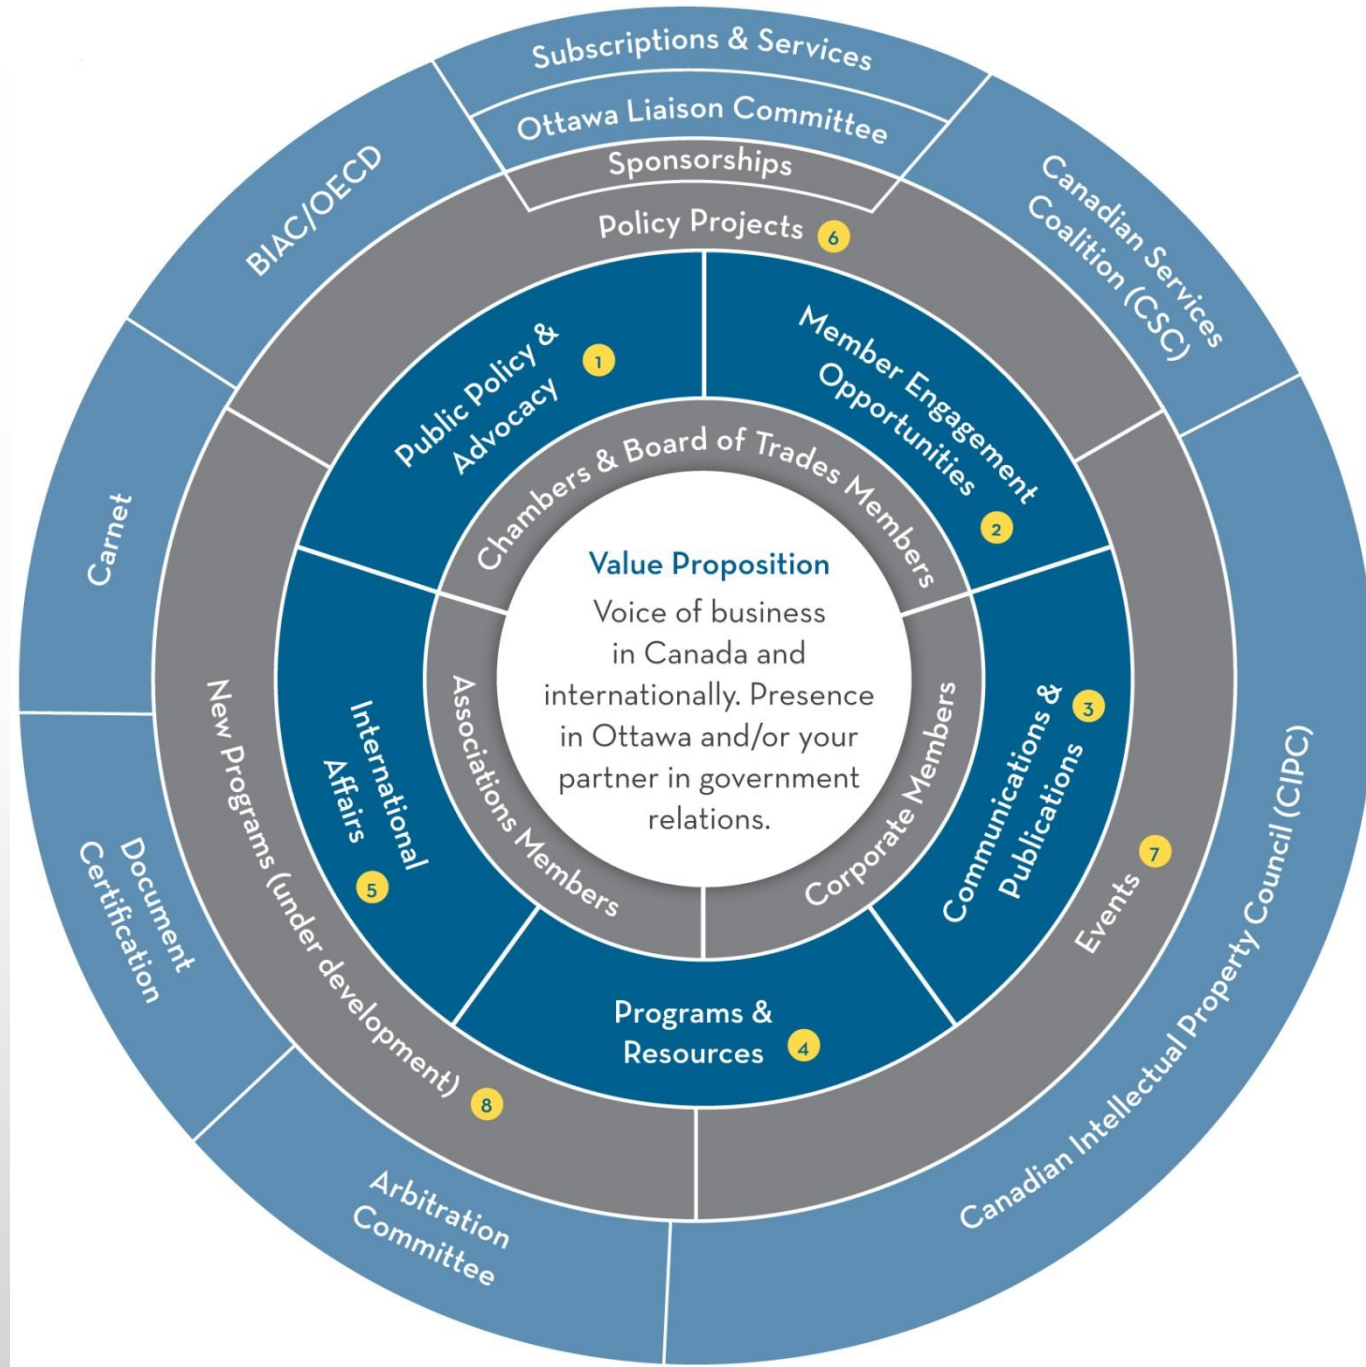 Subscriptions & Services
Ottawa Liaison Committee
Sponsorships
Policy Projects 6
BIAC/OECD
Canadian Services
Coalition (CSC)
Public Policy &
Advocacy 1
Member Engagement
Opportunities 2
Chambers & Board of Trades Members
Carnet
Value Proposition
Voice of business
in Canada and
internationally. Presence
in Ottawa and/or your
partner in government
relations.
Associations Members
Corporate Members
International
Affairs 5
Communications &
Publications 3
New Programs (under development) 8
Events 7
Canadian Intellectual Property Council (CIPC)
Document
Certification
Programs &
Resources 4
Arbitration
Committee